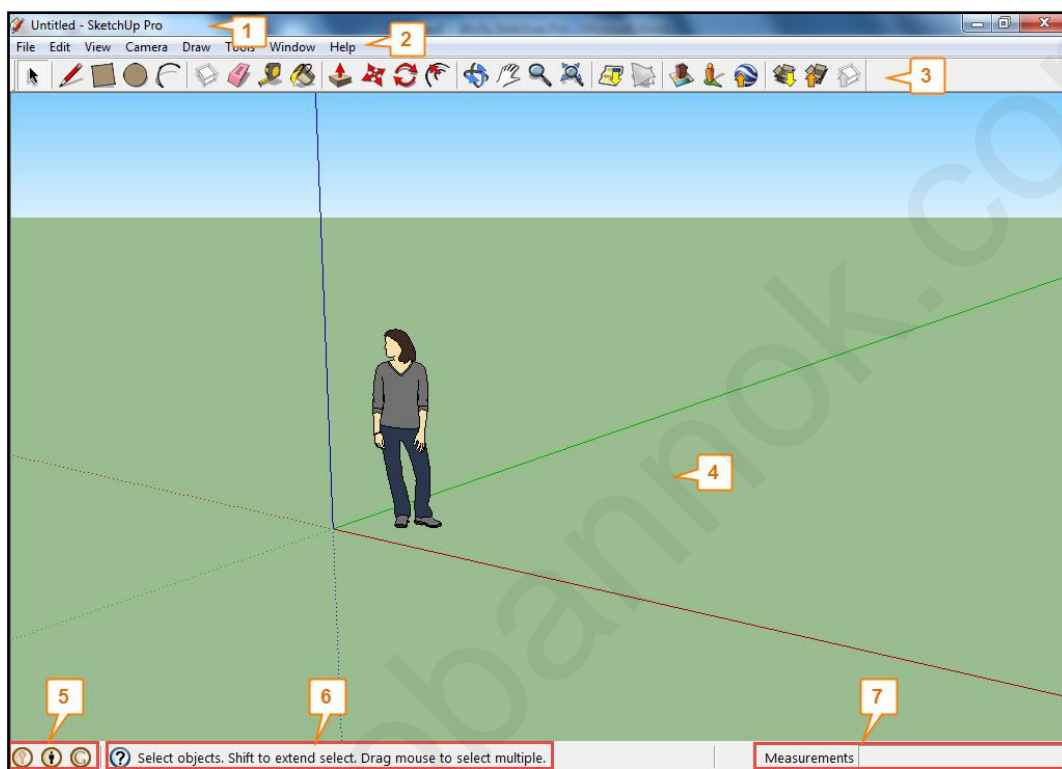 Untitled - SketchUp Pro
1
File Edit View Camera Draw Tools Window Help
2
3
4
5
6
7
Select objects. Shift to extend select. Drag mouse to select multiple.
Measurements